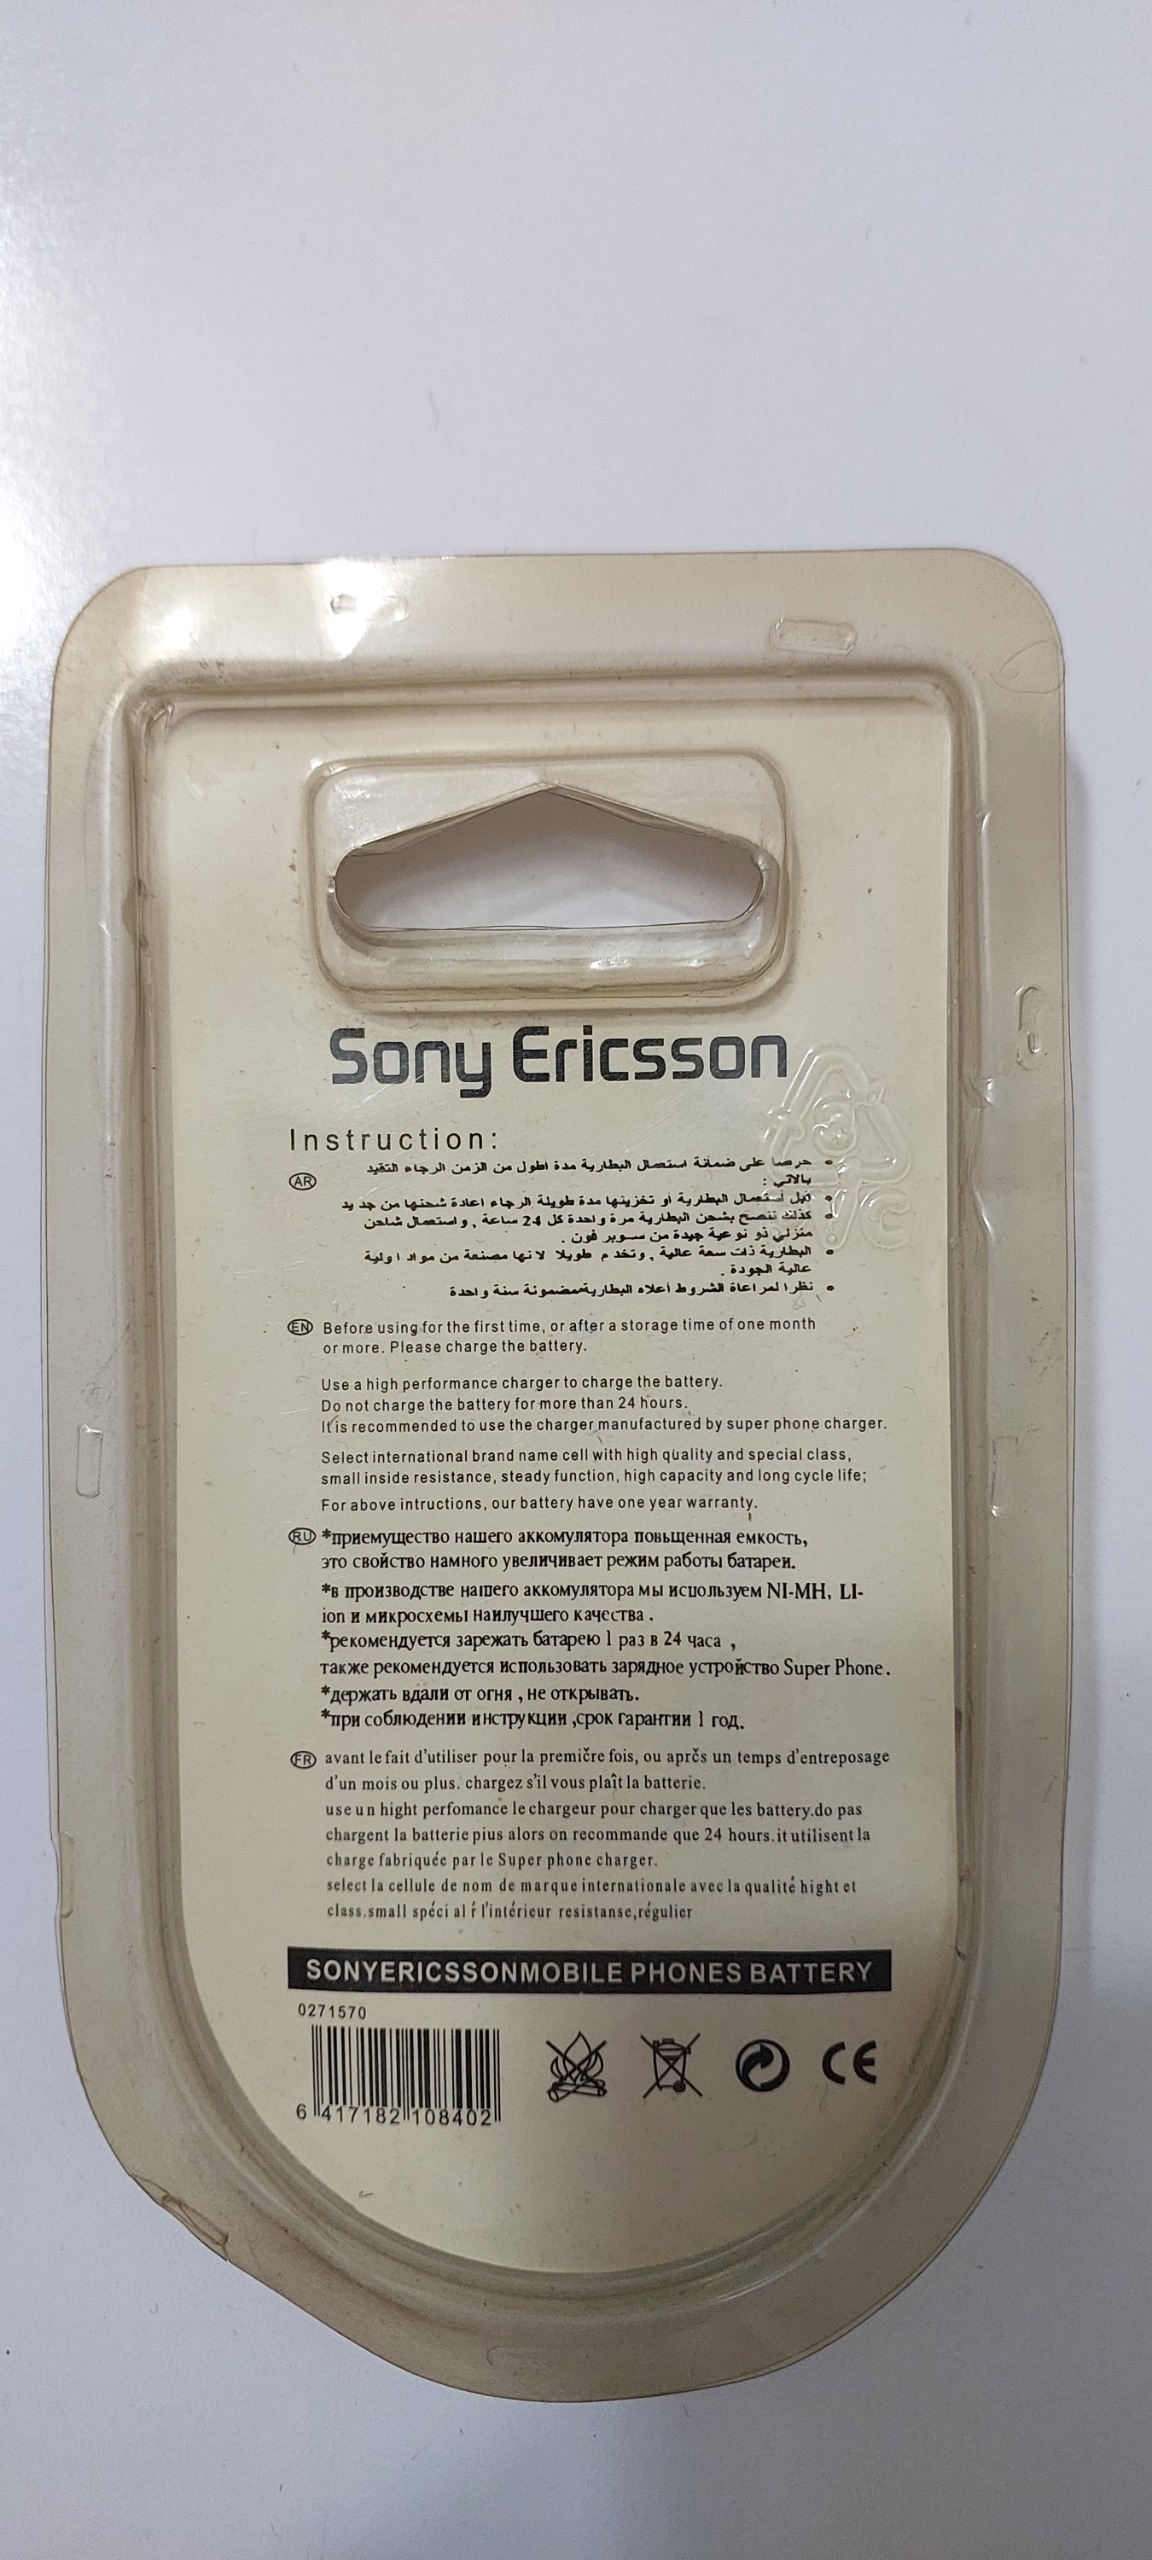 Sony Ericsson
Instruction:
AR
حرصا على ضمانة استعمال البطارية مدة اطول من الزمن الرجاء التقيد
بالاتي :
قبل أستعمال البطارية أو تخزينها مدة طويلة الرجاء اعادة شحنها من جديد
كذلك ننصح بشحن البطارية مرة واحدة كل 24 ساعة , واستعمال شاحن
منزلي ذو نوعية جيدة من سوبر فون .
البطارية ذات سعة عالية , وتخدم طويلا لانها مصنعة من مواد اولية
عالية الجودة .
نظرا لمراعاة الشروط أعلاه البطارية مضمونة سنة واحدة
EN Before using for the first time, or after a storage time of one month
or more. Please charge the battery.
Use a high performance charger to charge the battery.
Do not charge the battery for more than 24 hours.
It is recommended to use the charger manufactured by super phone charger.
Select international brand name cell with high quality and special class,
small inside resistance, steady function, high capacity and long cycle life;
For above intructions, our battery have one year warranty.
RU *приемущество нашего аккомулятора повьщенная емкость,
это свойство намного увеличивает режим работы батареи.
*в производстве нашего аккомулятора мы исиользуем NI-MH, LI-
ion и микросхемы наилучшего качества .
*рекомендуется зарежать батарею 1 раз в 24 часа ,
также рекомендуется использовать зарядное устройство Super Phone.
*держать вдали от огня , не открывать.
*при соблюдении инструкции ,срок гарантии 1 год.
FR avant le fait d'utiliser pour la premičre fois, ou aprčs un temps d'entreposage
d'un mois ou plus. chargez s'il vous plaît la batterie.
use un hight perfomance le chargeur pour charger que les battery.do pas
chargent la batterie pius alors on recommande que 24 hours.it utilisent la
charge fabriquée par le Super phone charger.
select la cellule de nom de marque internationale avec la qualité hight et
class.small spéci al ŕ l'intérieur resistanse,régulier
SONYERICSSONMOBILE PHONES BATTERY
0271570
6 417182 108402
CE